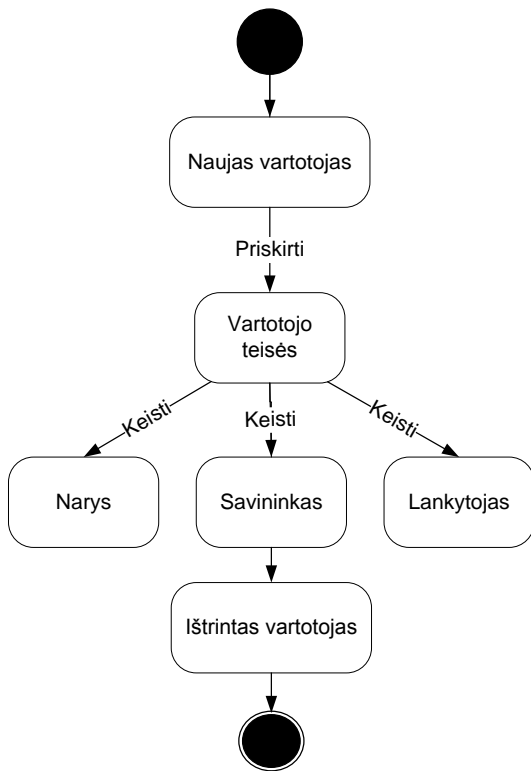 Naujas vartotojas
Priskirti
Vartotojo
teisės
Keisti
Keisti
Keisti
Narys
Savininkas
Lankytojas
Ištrintas vartotojas